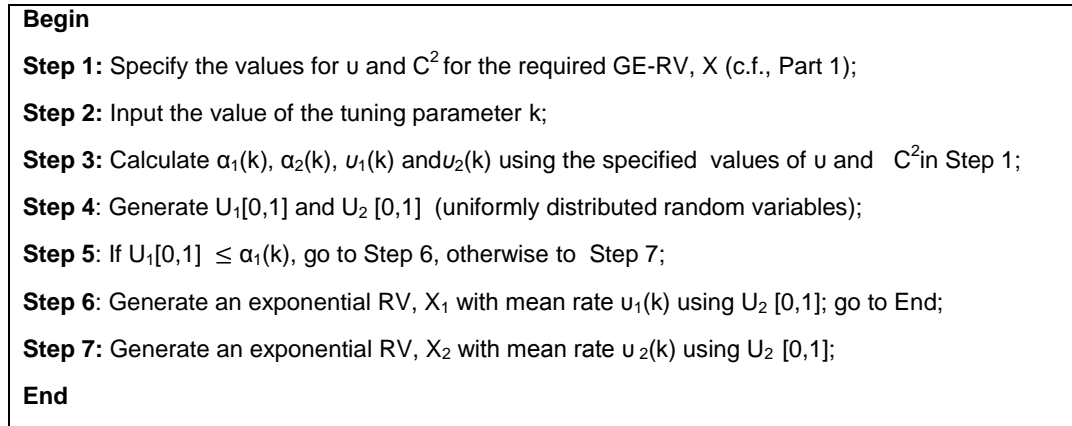 Begin
Step 1: Specify the values for υ and C² for the required GE-RV, X (c.f., Part 1);
Step 2: Input the value of the tuning parameter k;
Step 3: Calculate α₁(k), α₂(k), υ₁(k) andυ₂(k) using the specified values of υ and C²in Step 1;
Step 4: Generate U₁[0,1] and U₂ [0,1] (uniformly distributed random variables);
Step 5: If U₁[0,1] ≤ α₁(k), go to Step 6, otherwise to Step 7;
Step 6: Generate an exponential RV, X₁ with mean rate υ₁(k) using U₂ [0,1]; go to End;
Step 7: Generate an exponential RV, X₂ with mean rate υ₂(k) using U₂ [0,1];
End